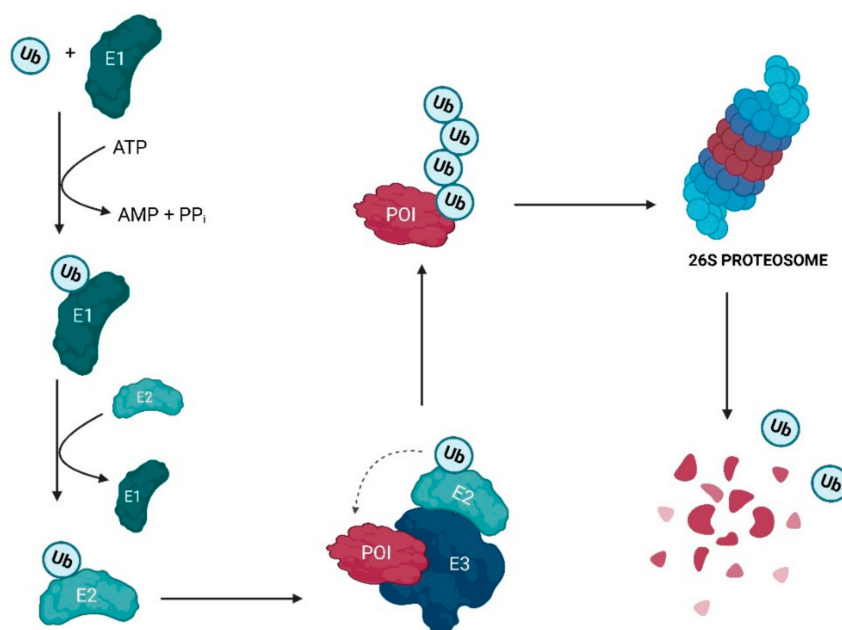 Ub + E1
ATP
AMP + PPᵢ
Ub
E1
E2
E1
Ub
E2
Ub
E2
POI
E3
Ub
Ub
Ub
Ub
POI
26S PROTEOSOME
Ub
Ub